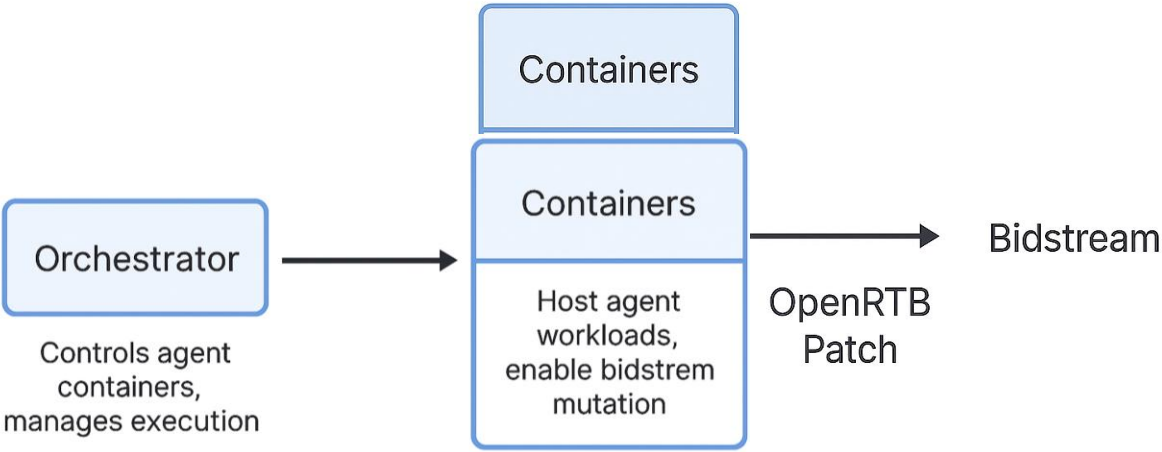 Containers
Containers
Orchestrator
Controls agent
containers,
manages execution
Host agent
workloads,
enable bidstrem
mutation
OpenRTB
Patch
Bidstream